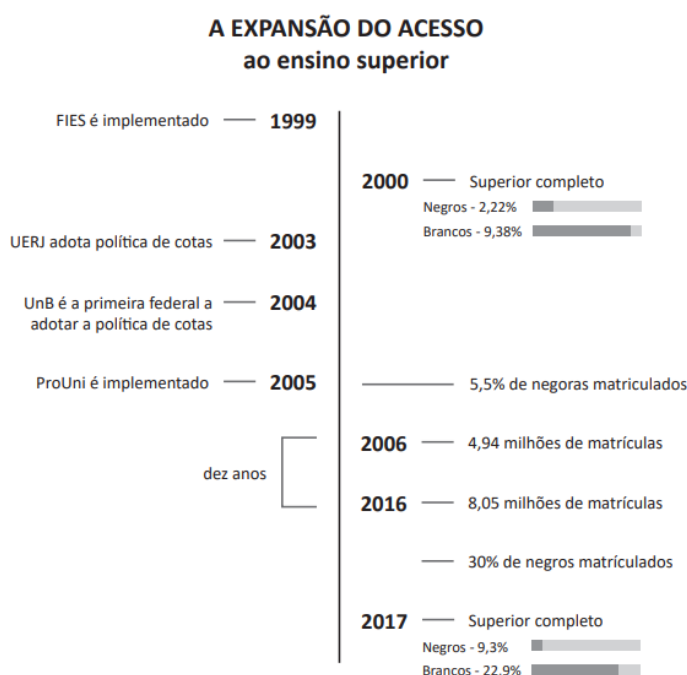 A EXPANSÃO DO ACESSO
ao ensino superior
FIES é implementado
1999
2000
Superior completo
Negros - 2,22%
Brancos - 9,38%
UERJ adota política de cotas
2003
UnB é a primeira federal a
adotar a política de cotas
2004
ProUni é implementado
2005
5,5% de negoras matriculados
dez anos
2006
4,94 milhões de matrículas
2016
8,05 milhões de matrículas
30% de negros matrículados
2017
Superior completo
Negros - 9,3%
Brancos - 22,9%